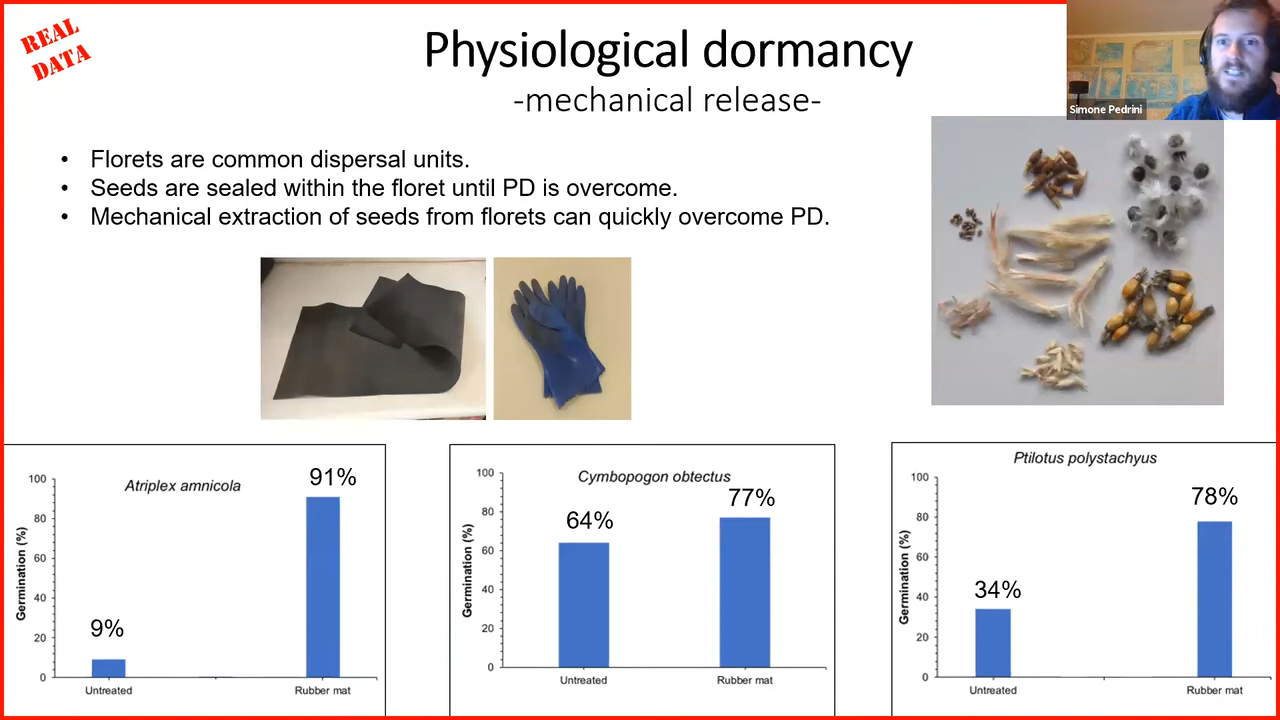 REAL
DATA
Physiological dormancy
-mechanical release-
Simone Pedrini
• Florets are common dispersal units.
• Seeds are sealed within the floret until PD is overcome.
• Mechanical extraction of seeds from florets can quickly overcome PD.
Atriplex amnicola
Germination (%)
100
80
60
40
20
0
9%
91%
Untreated
Rubber mat
Cymbopogon obtectus
Germination (%)
100
80
60
40
20
0
64%
77%
Untreated
Rubber mat
Ptilotus polystachyus
Germination (%)
100
80
60
40
20
0
34%
78%
Untreated
Rubber mat